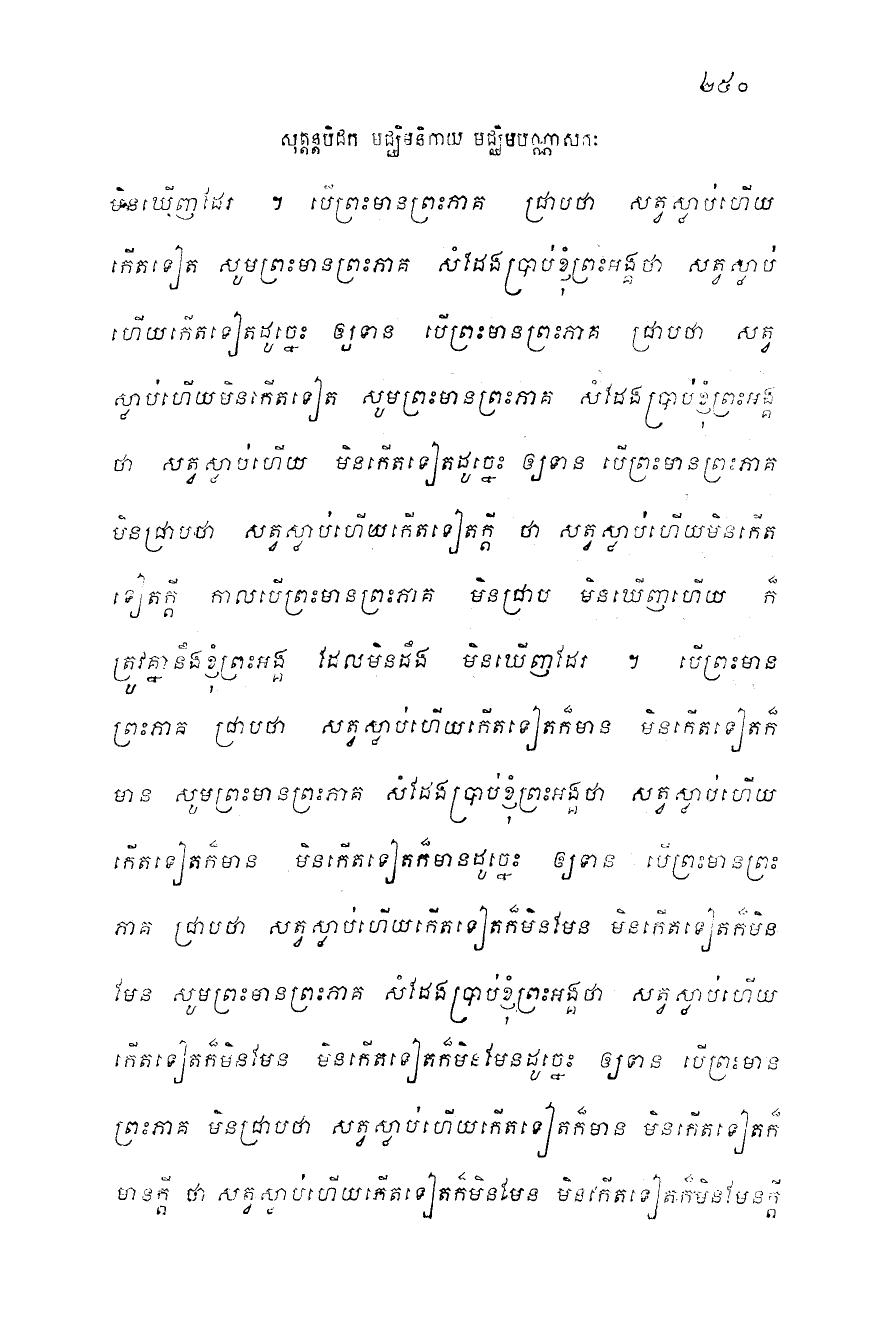 ២៥០
សុត្តន្តបិដក មជ្ឈិមនិកាយ មជ្ឈិមបណ្ណាសកៈ
មិនឃើញដែរ ។ បើព្រះមានព្រះភាគ ជ្រាបថា សត្វស្លាប់ហើយ
កើតទៀត សូមព្រះមានព្រះភាគ សំដែងប្រាប់ខ្ញុំព្រះអង្គថា សត្វស្លាប់
ហើយកើតទៀតដូច្នេះ ឲ្យទាន បើព្រះមានព្រះភាគ ជ្រាបថា សត្វ
ស្លាប់ហើយមិនកើតទៀត សូមព្រះមានព្រះភាគ សំដែងប្រាប់ខ្ញុំព្រះអង្គ
ថា សត្វស្លាប់ហើយ មិនកើតទៀតដូច្នេះ ឲ្យទាន បើព្រះមានព្រះភាគ
មិនជ្រាបថា សត្វស្លាប់ហើយកើតទៀតក្តី ថា សត្វស្លាប់ហើយមិនកើត
ទៀតក្តី កាលបើព្រះមានព្រះភាគ មិនជ្រាប មិនឃើញហើយ ក៏
ត្រូវគ្នានឹងខ្ញុំព្រះអង្គ ដែលមិនដឹង មិនឃើញដែរ ។ បើព្រះមាន
ព្រះភាគ ជ្រាបថា សត្វស្លាប់ហើយកើតទៀតក៏មាន មិនកើតទៀតក៏
មាន សូមព្រះមានព្រះភាគ សំដែងប្រាប់ខ្ញុំព្រះអង្គថា សត្វស្លាប់ហើយ
កើតទៀតក៏មាន មិនកើតទៀតក៏មានដូច្នេះ ឲ្យទាន បើព្រះមានព្រះ
ភាគ ជ្រាបថា សត្វស្លាប់ហើយកើតទៀតក៏មិនមែន មិនកើតទៀតក៏មិន
មែន សូមព្រះមានព្រះភាគ សំដែងប្រាប់ខ្ញុំព្រះអង្គថា សត្វស្លាប់ហើយ
កើតទៀតក៏មិនមែន មិនកើតទៀតក៏មិនមែនដូច្នេះ ឲ្យទាន បើព្រះមាន
ព្រះភាគ មិនជ្រាបថា សត្វស្លាប់ហើយកើតទៀតក៏មាន មិនកើតទៀតក៏
មានក្តី ថា សត្វស្លាប់ហើយកើតទៀតក៏មិនមែន មិនកើតទៀតក៏មិនមែនក្តី